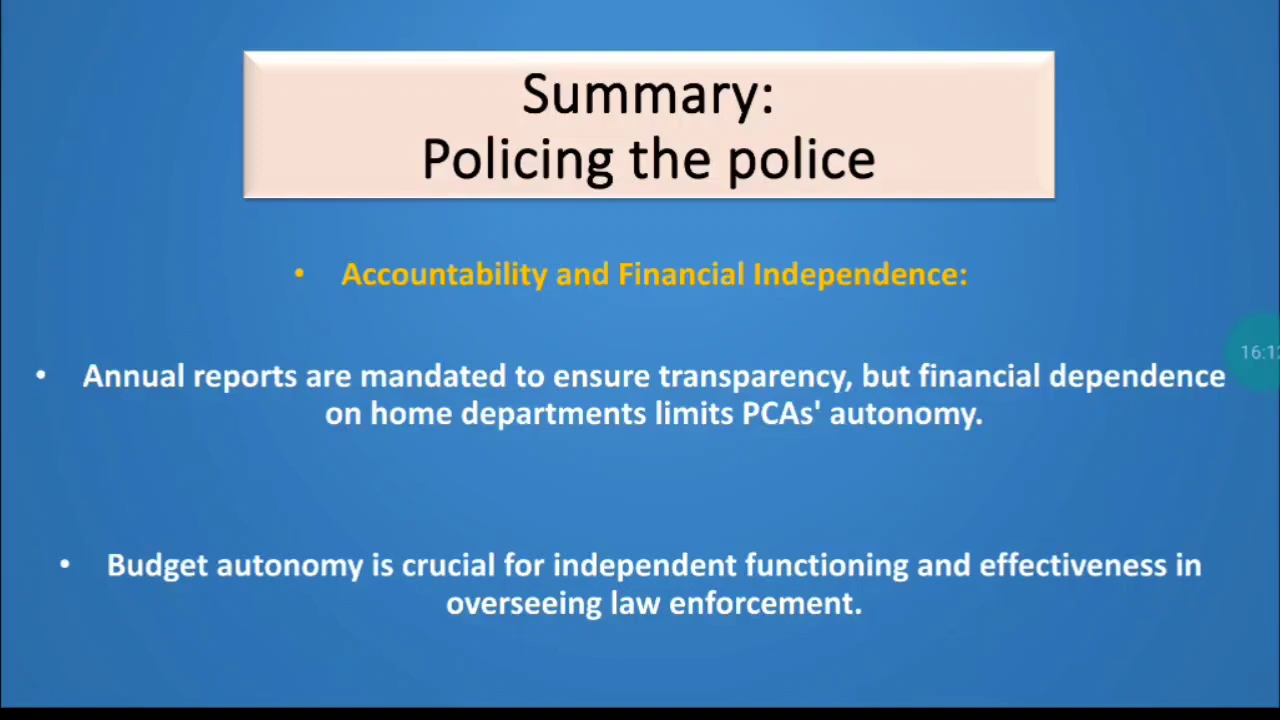 Summary:
Policing the police
• Accountability and Financial Independence:
• Annual reports are mandated to ensure transparency, but financial dependence
on home departments limits PCAs' autonomy.
• Budget autonomy is crucial for independent functioning and effectiveness in
overseeing law enforcement.